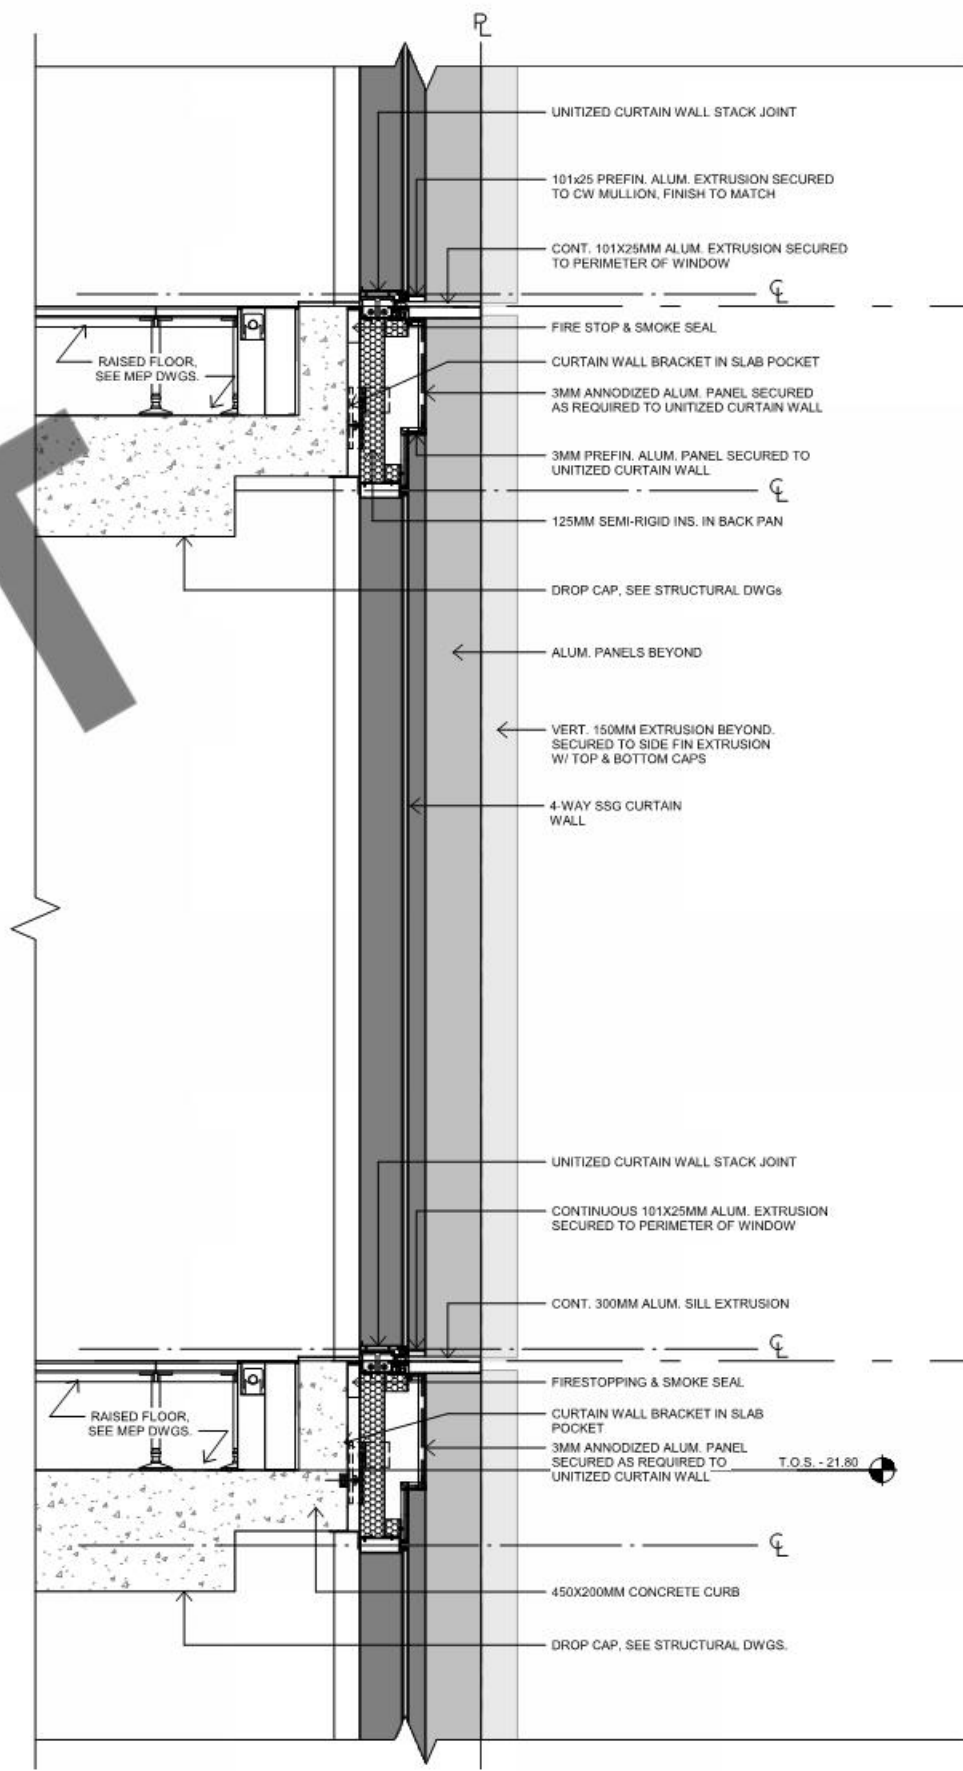 PL
UNITIZED CURTAIN WALL STACK JOINT
101x25 PREFIN. ALUM. EXTRUSION SECURED
TO CW MULLION, FINISH TO MATCH
CONT. 101X25MM ALUM. EXTRUSION SECURED
TO PERIMETER OF WINDOW
CL
FIRE STOP & SMOKE SEAL
RAISED FLOOR,
SEE MEP DWGS.
CURTAIN WALL BRACKET IN SLAB POCKET
3MM ANNODIZED ALUM. PANEL SECURED
AS REQUIRED TO UNITIZED CURTAIN WALL
3MM PREFIN. ALUM. PANEL SECURED TO
UNITIZED CURTAIN WALL
CL
125MM SEMI-RIGID INS. IN BACK PAN
DROP CAP, SEE STRUCTURAL DWGs
ALUM. PANELS BEYOND
VERT. 150MM EXTRUSION BEYOND.
SECURED TO SIDE FIN EXTRUSION
W/ TOP & BOTTOM CAPS
4-WAY SSG CURTAIN
WALL
UNITIZED CURTAIN WALL STACK JOINT
CONTINUOUS 101X25MM ALUM. EXTRUSION
SECURED TO PERIMETER OF WINDOW
CONT. 300MM ALUM. SILL EXTRUSION
CL
FIRESTOPPING & SMOKE SEAL
RAISED FLOOR,
SEE MEP DWGS.
CURTAIN WALL BRACKET IN SLAB
POCKET
3MM ANNODIZED ALUM. PANEL
SECURED AS REQUIRED TO
UNITIZED CURTAIN WALL
T.O.S. - 21.80
CL
450X200MM CONCRETE CURB
DROP CAP, SEE STRUCTURAL DWGS.